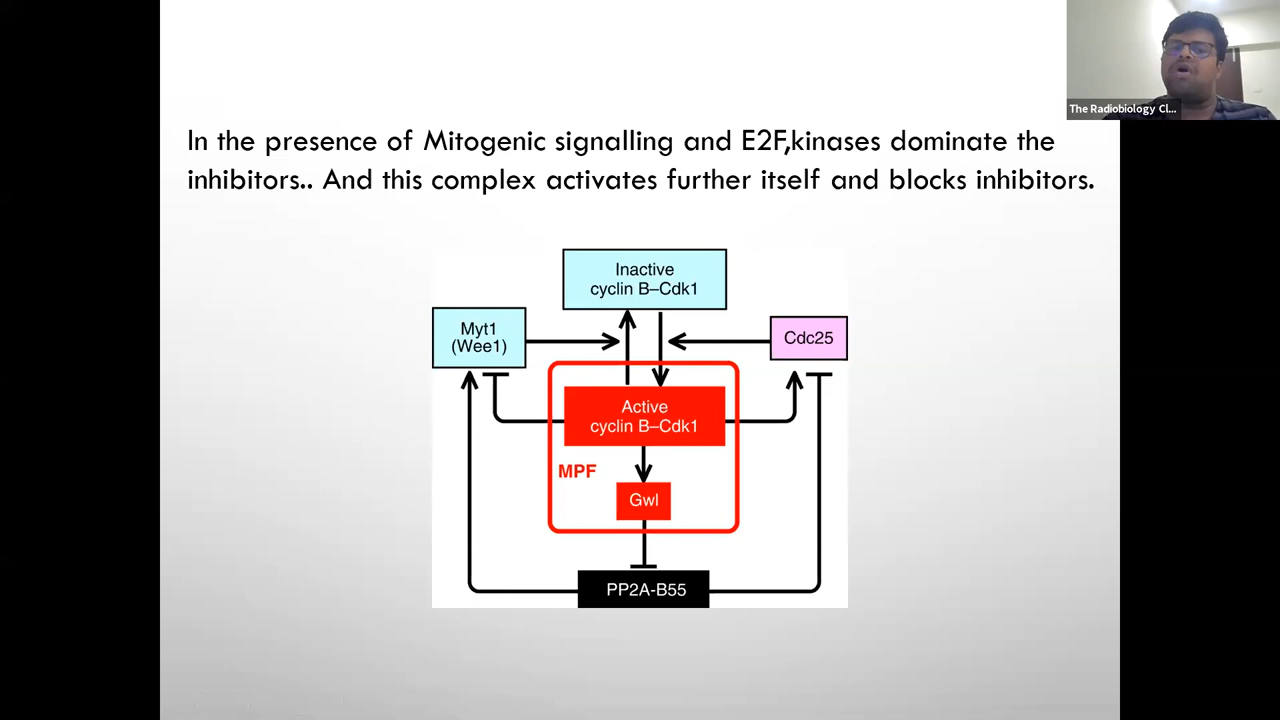 The Radiobiology Cl...
In the presence of Mitogenic signalling and E2F,kinases dominate the
inhibitors.. And this complex activates further itself and blocks inhibitors.
Inactive
cyclin B–Cdk1
Myt1
(Wee1)
Cdc25
Active
cyclin B–Cdk1
MPF
Gwl
PP2A-B55